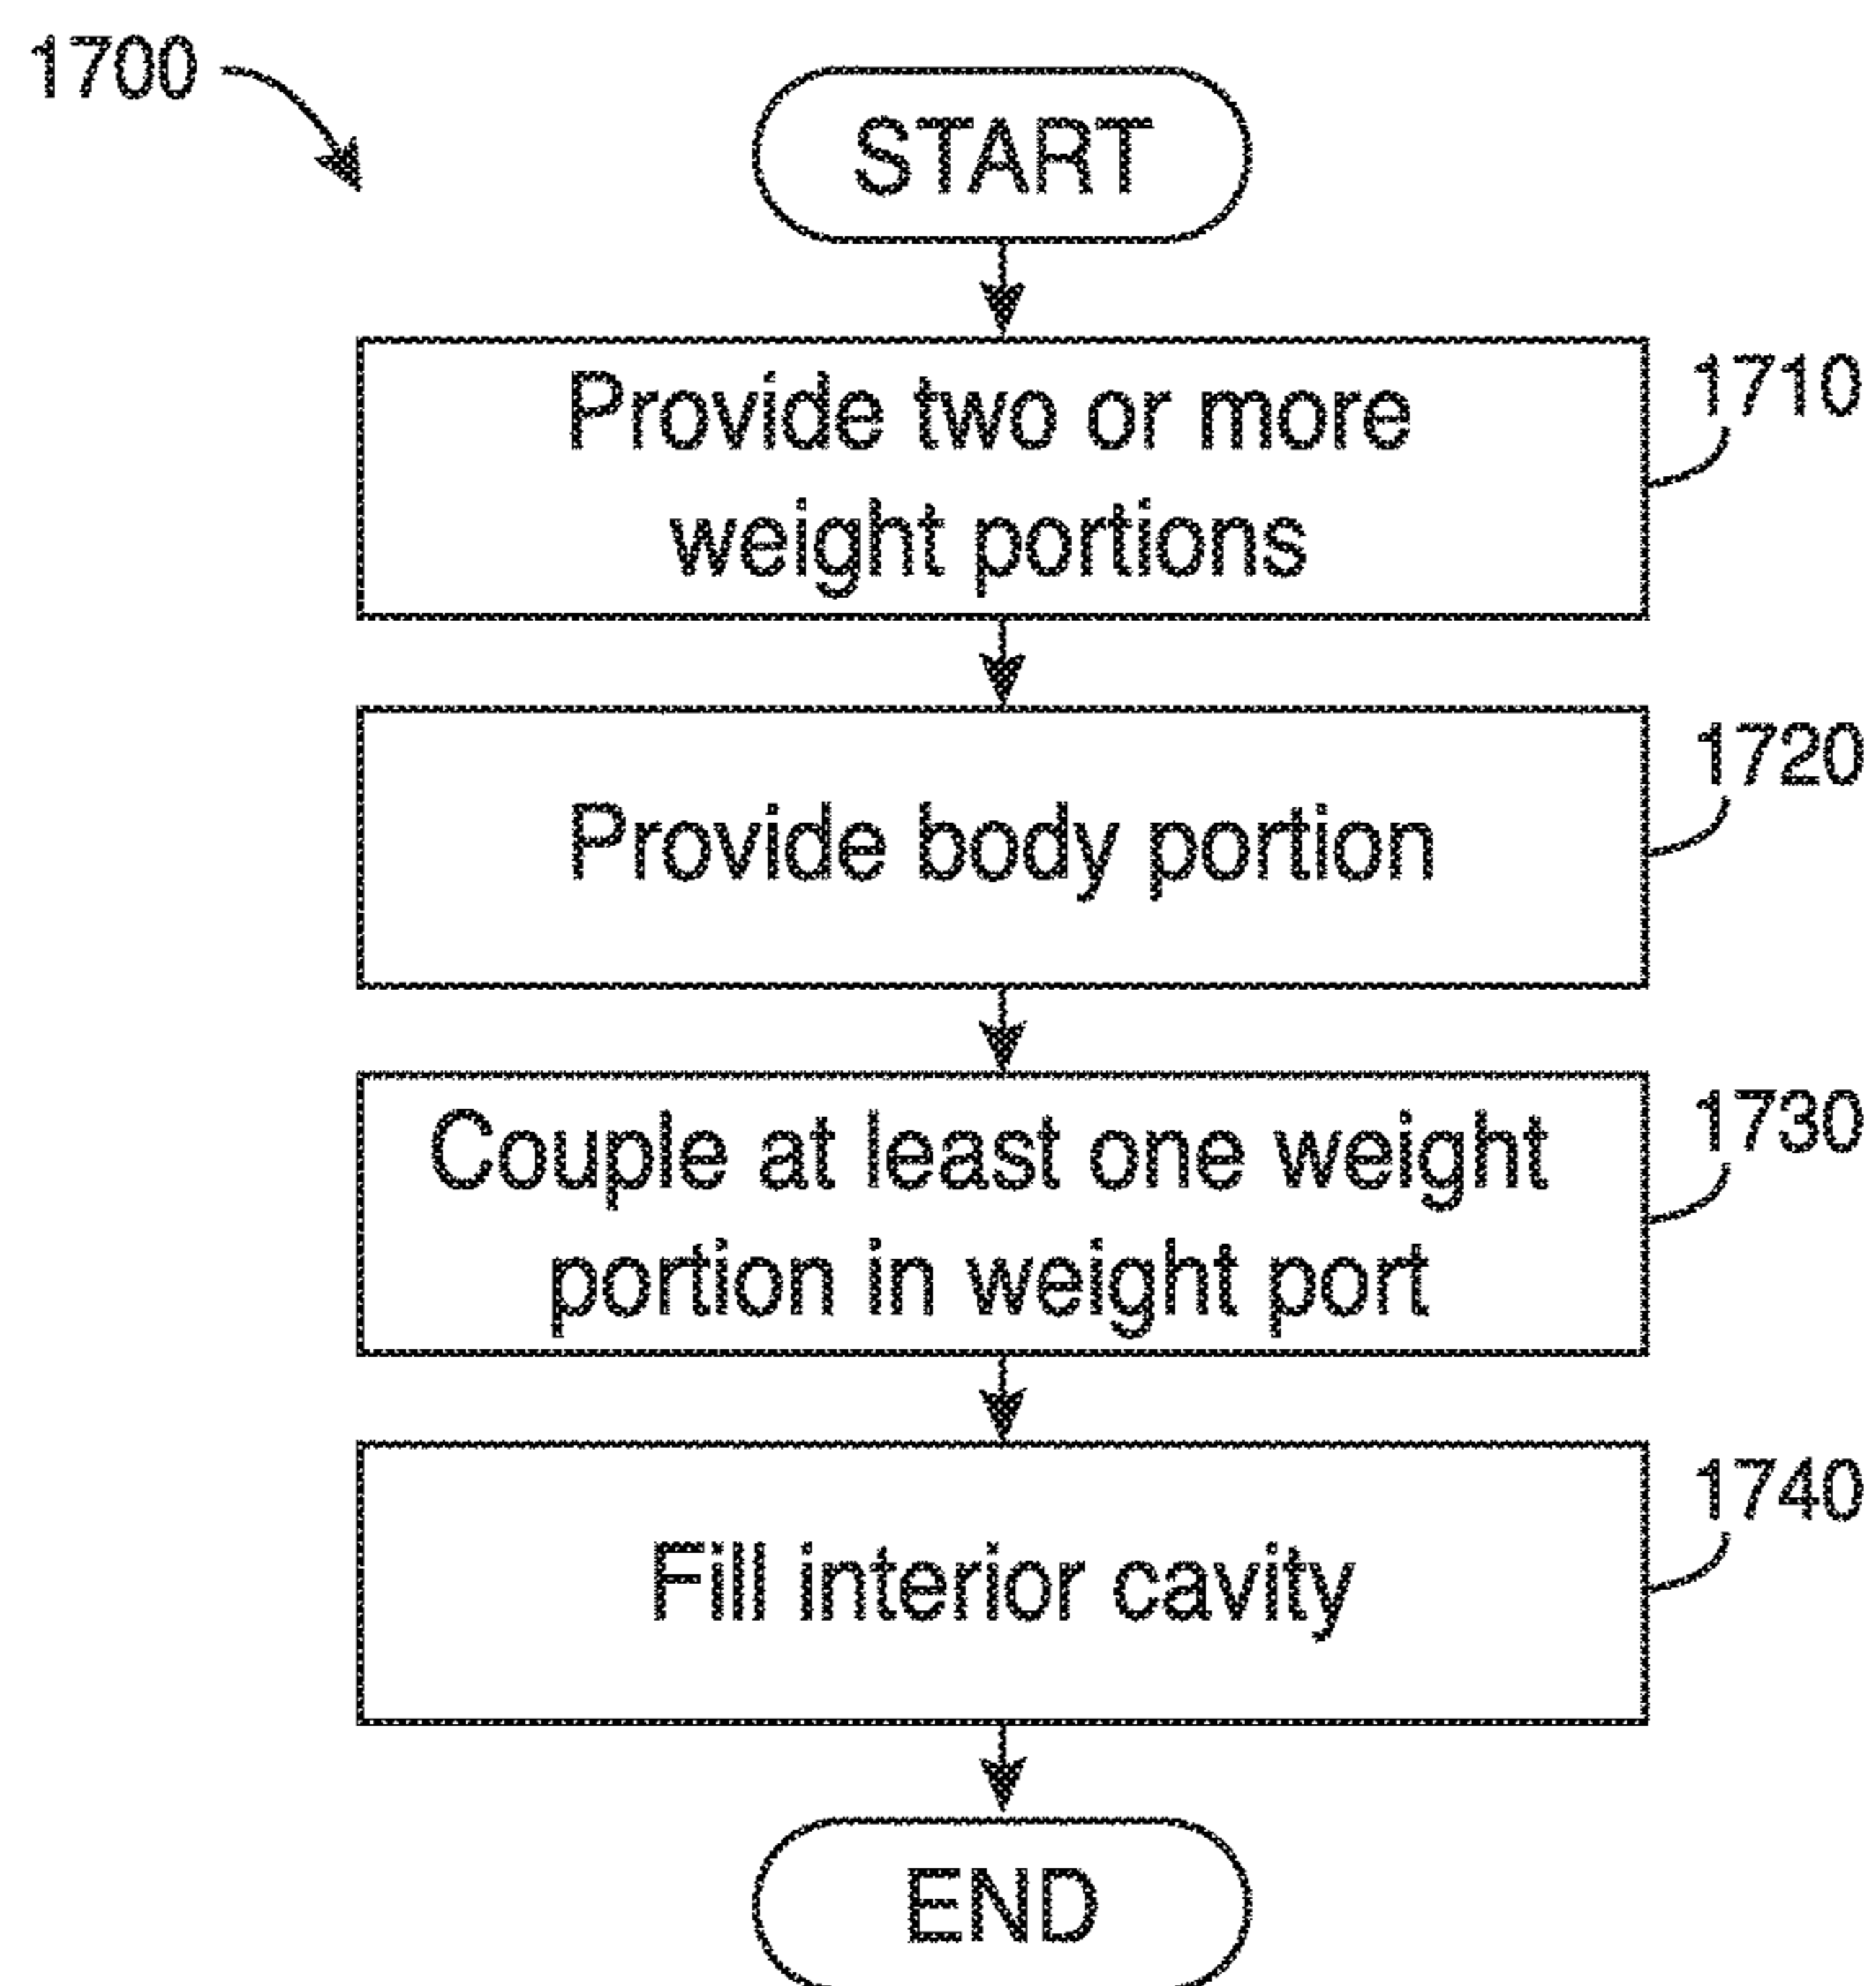 1700
START
Provide two or more
weight portions
1710
Provide body portion
1720
Couple at least one weight
portion in weight port
1730
Fill interior cavity
1740
END